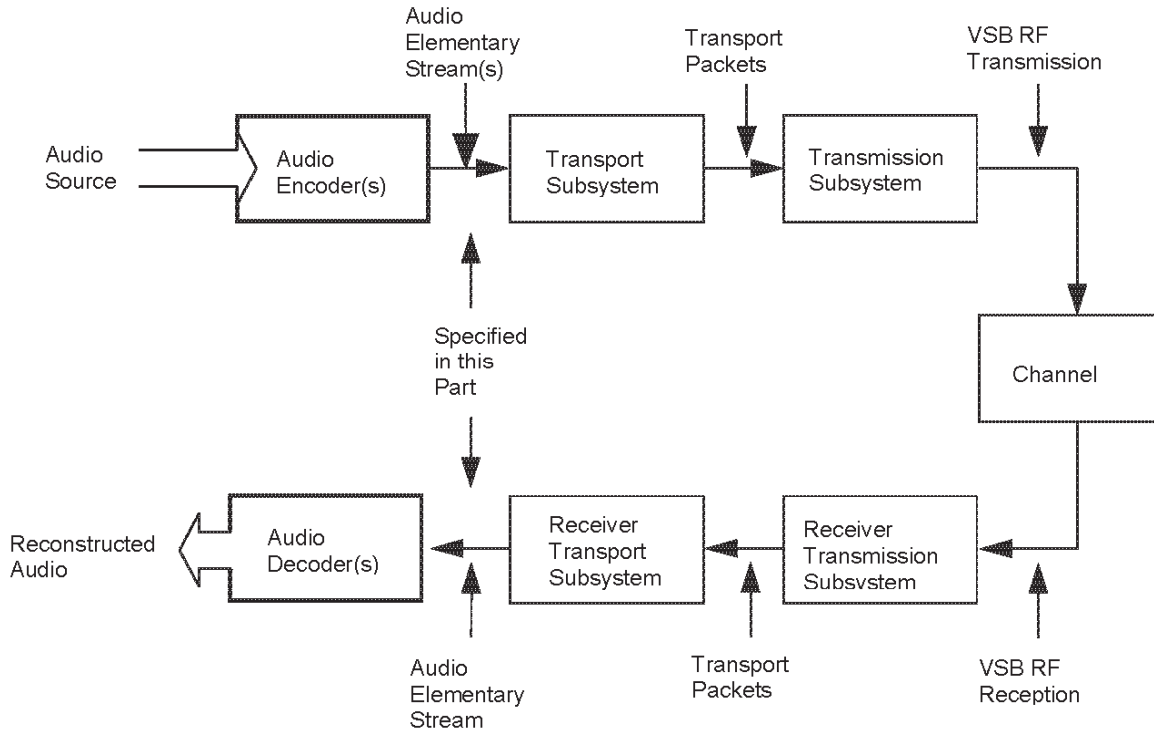 Audio
Elementary
Stream(s)
Transport
Packets
VSB RF
Transmission
Audio
Source
Audio
Encoder(s)
Transport
Subsystem
Transmission
Subsystem
Specified
in this
Part
Channel
Reconstructed
Audio
Audio
Decoder(s)
Receiver
Transport
Subsystem
Receiver
Transmission
Subsystem
Audio
Elementary
Stream
Transport
Packets
VSB RF
Reception